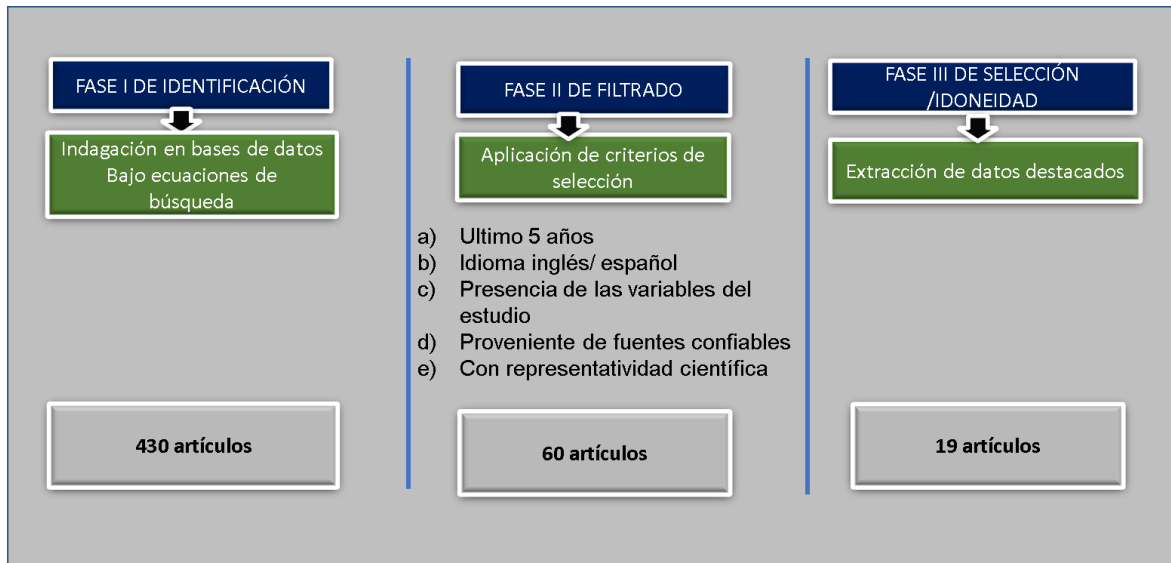 FASE I DE IDENTIFICACIÓN
Indagación en bases de datos
Bajo ecuaciones de
búsqueda
430 artículos
FASE II DE FILTRADO
Aplicación de criterios de
selección
a) Ultimo 5 años
b) Idioma inglés/ español
c) Presencia de las variables del
estudio
d) Proveniente de fuentes confiables
e) Con representatividad científica
60 artículos
FASE III DE SELECCIÓN
/IDONEIDAD
Extracción de datos destacados
19 artículos